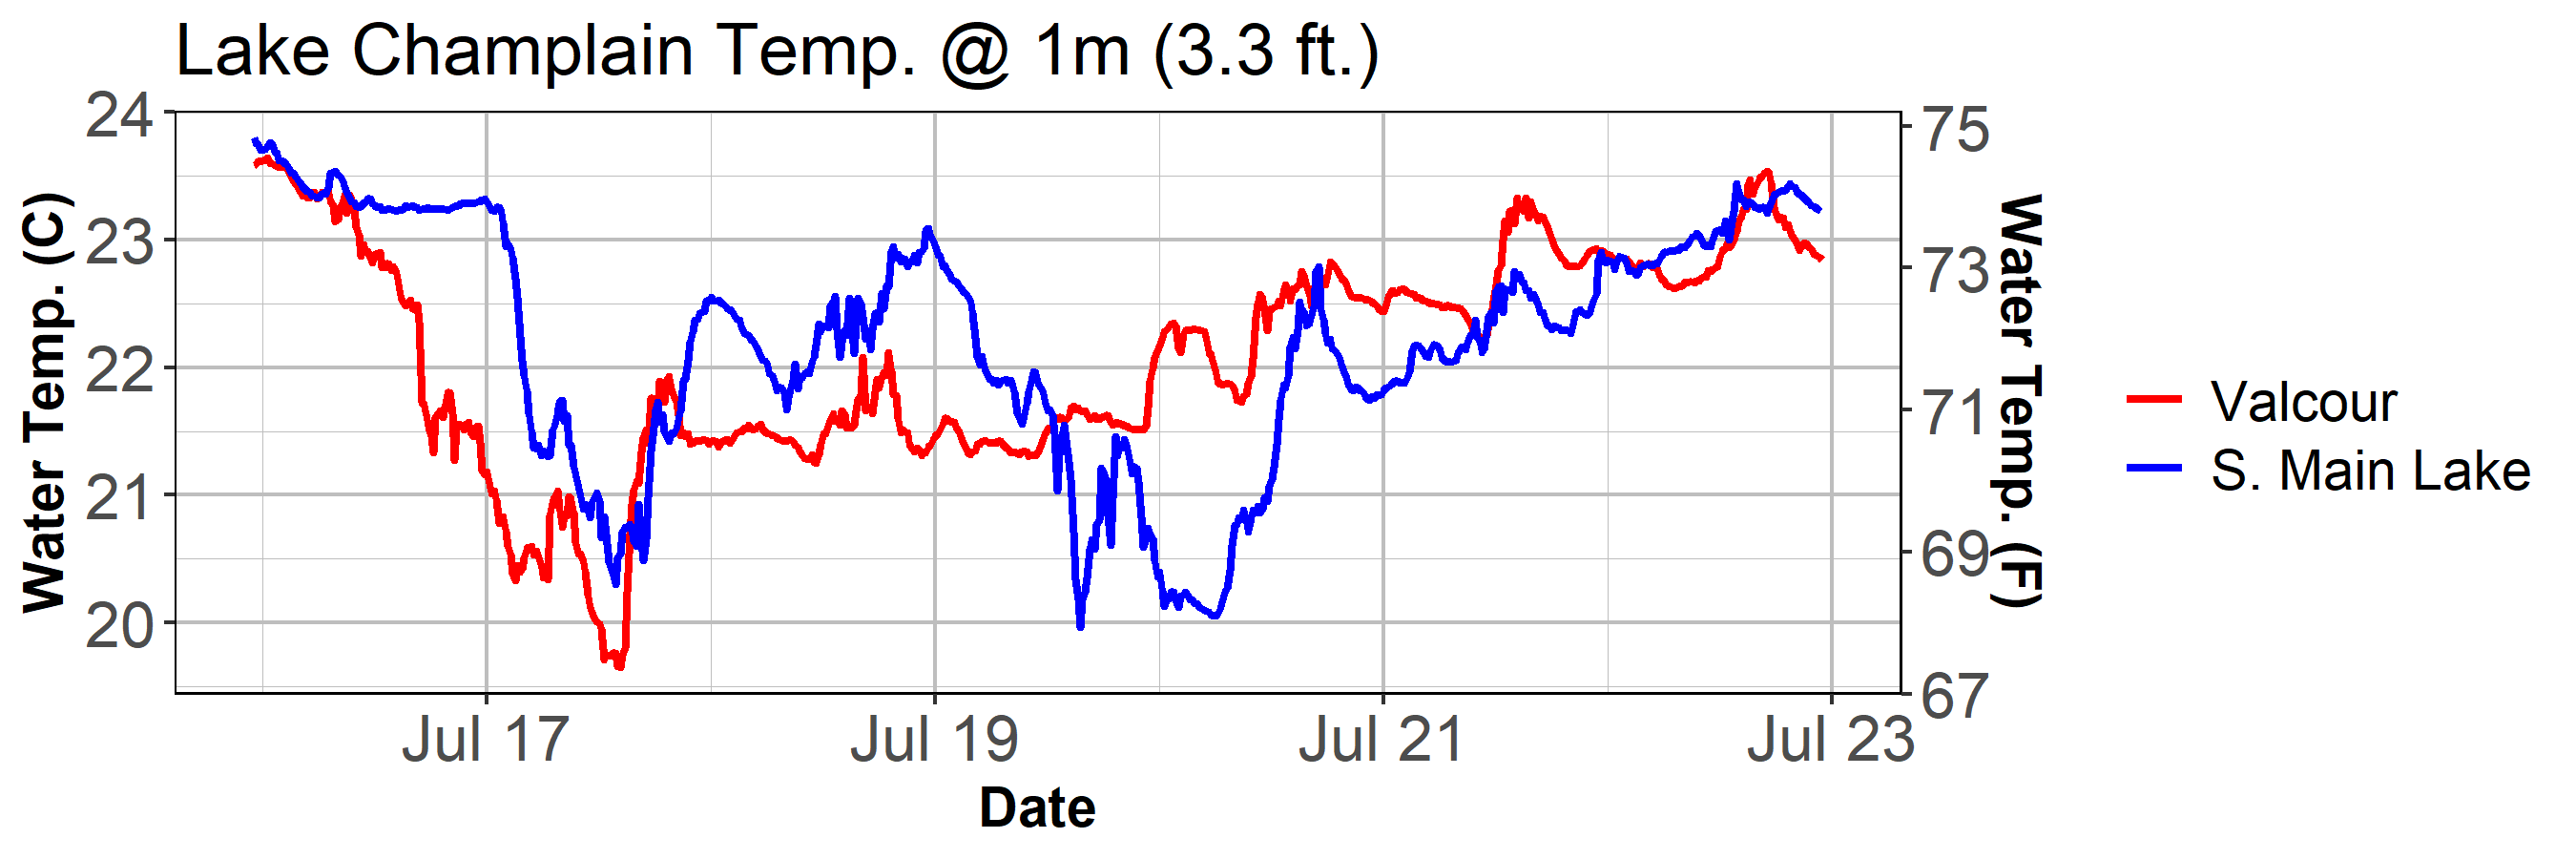 Lake Champlain Temp. @ 1m (3.3 ft.)
Water Temp. (C)
24
23
22
21
20
75
73
71
69
67
Water Temp. (F)
Jul 17
Jul 19
Jul 21
Jul 23
Date
Valcour
S. Main Lake